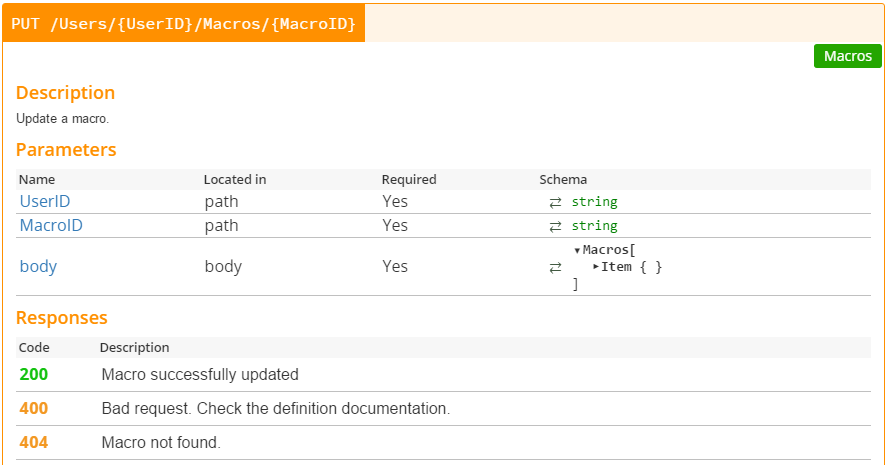 PUT /Users/{UserID}/Macros/{MacroID}
Macros
Description
Update a macro.
Parameters
Name Located in Required Schema
UserID path Yes ⇄ string
MacroID path Yes ⇄ string
body body Yes ⇄ ▾Macros[
▸Item { }
]
Responses
Code Description
200 Macro successfully updated
400 Bad request. Check the definition documentation.
404 Macro not found.